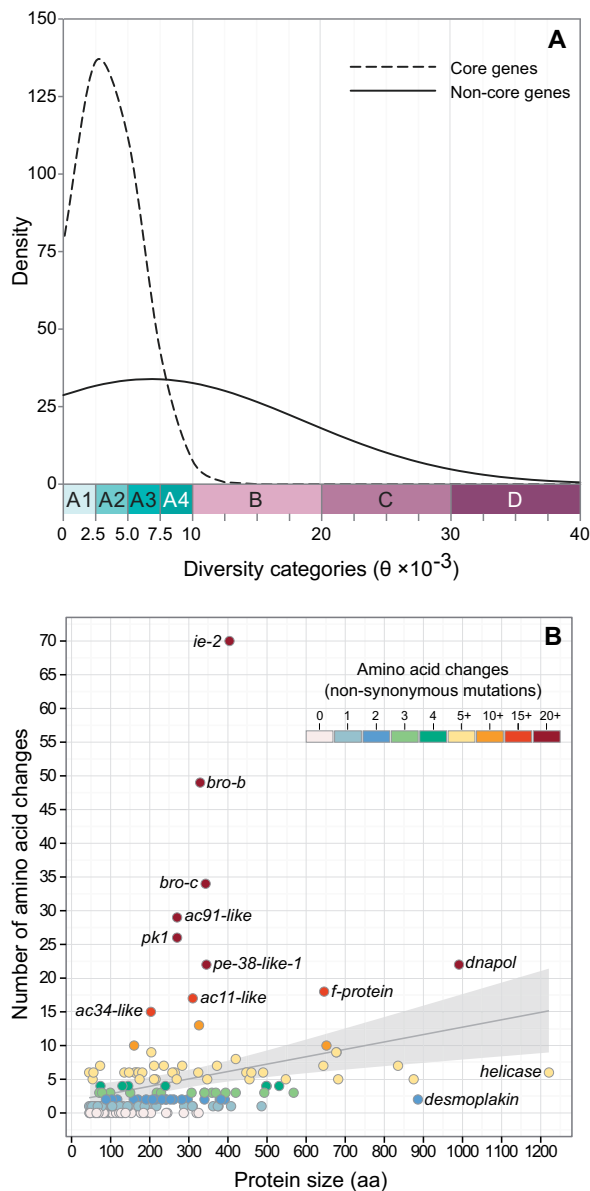 A
150
125
100
75
50
25
0
Density
Core genes
Non-core genes
A1 A2 A3 A4 B C D
0 2.5 5.0 7.5 10 20 30 40
Diversity categories (θ ×10⁻³)
B
70
65
60
55
50
45
40
35
30
25
20
15
10
5
0
Number of amino acid changes
Amino acid changes
(non-synonymous mutations)
0 1 2 3 4 5+ 10+ 15+ 20+
ie-2
bro-b
bro-c
ac91-like
pk1
pe-38-like-1
dnapol
ac11-like
f-protein
ac34-like
helicase
desmoplakin
0 100 200 300 400 500 600 700 800 900 1000 1100 1200
Protein size (aa)